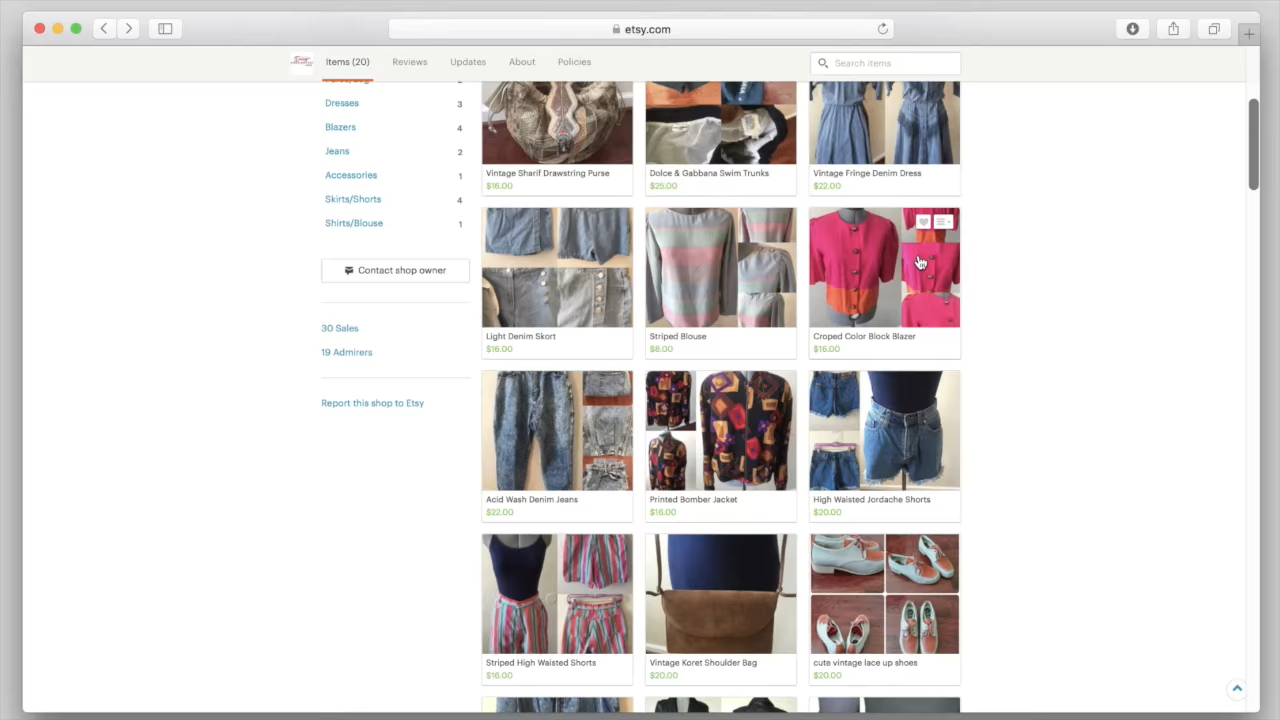 etsy.com
Items (20)
Reviews
Updates
About
Policies
Search items
Dresses 3
Blazers 4
Jeans 2
Accessories 1
Skirts/Shorts 4
Shirts/Blouse 1
Contact shop owner
30 Sales
19 Admirers
Report this shop to Etsy
Vintage Sharif Drawstring Purse
$16.00
Dolce & Gabbana Swim Trunks
$25.00
Vintage Fringe Denim Dress
$22.00
Light Denim Skort
$16.00
Striped Blouse
$8.00
Croped Color Block Blazer
$16.00
Acid Wash Denim Jeans
$22.00
Printed Bomber Jacket
$16.00
High Waisted Jordache Shorts
$20.00
Striped High Waisted Shorts
$16.00
Vintage Koret Shoulder Bag
$20.00
cute vintage lace up shoes
$20.00